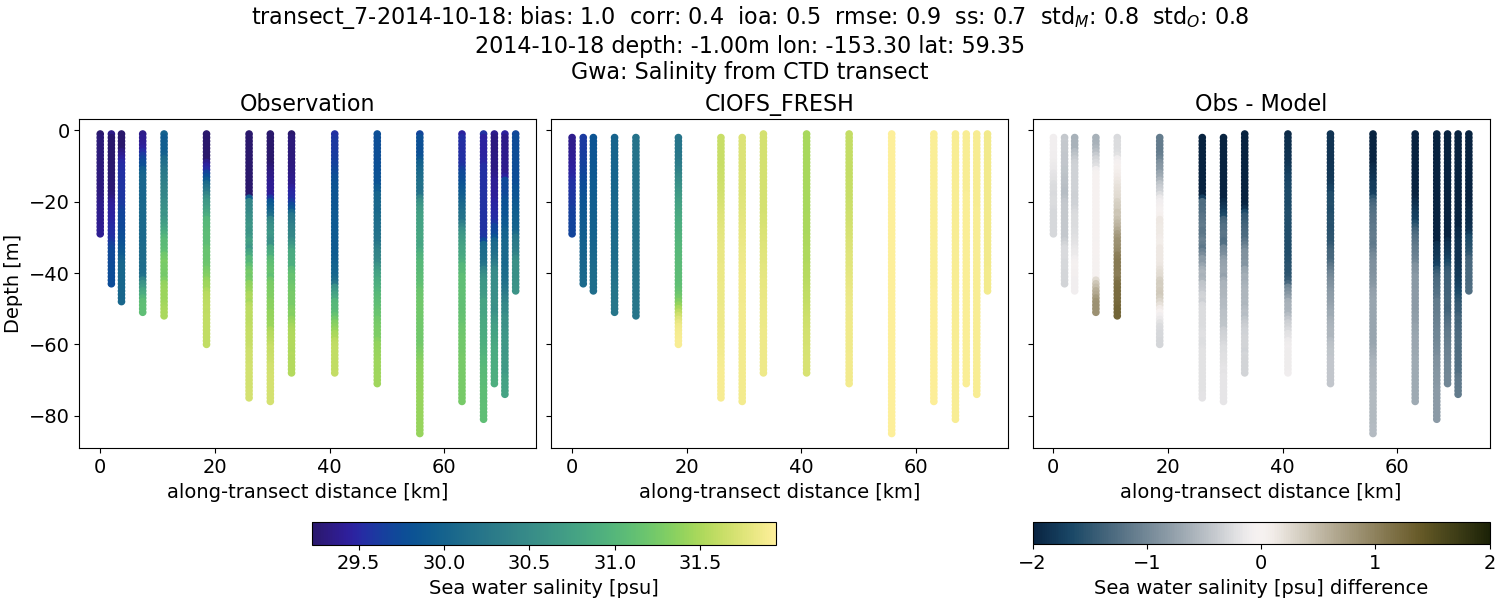 transect_7-2014-10-18: bias: 1.0  corr: 0.4  ioa: 0.5  rmse: 0.9  ss: 0.7  std_M: 0.8  std_O: 0.8
2014-10-18 depth: -1.00m lon: -153.30 lat: 59.35
Gwa: Salinity from CTD transect
Observation
CIOFS_FRESH
Obs - Model
Depth [m]
0
−20
−40
−60
−80
0 20 40 60
0 20 40 60
0 20 40 60
along-transect distance [km]
along-transect distance [km]
along-transect distance [km]
29.5 30.0 30.5 31.0 31.5
Sea water salinity [psu]
−2 −1 0 1 2
Sea water salinity [psu] difference